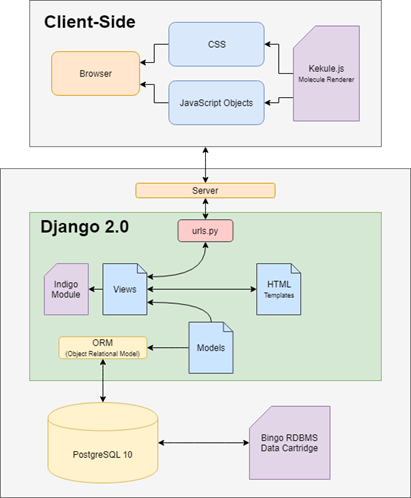 Client-Side
CSS
Browser
Kekule.js
Molecule Renderer
JavaScript Objects
Server
Django 2.0
urls.py
Indigo
Module
Views
HTML
Templates
ORM
(Object Relational Model)
Models
PostgreSQL 10
Bingo RDBMS
Data Cartridge